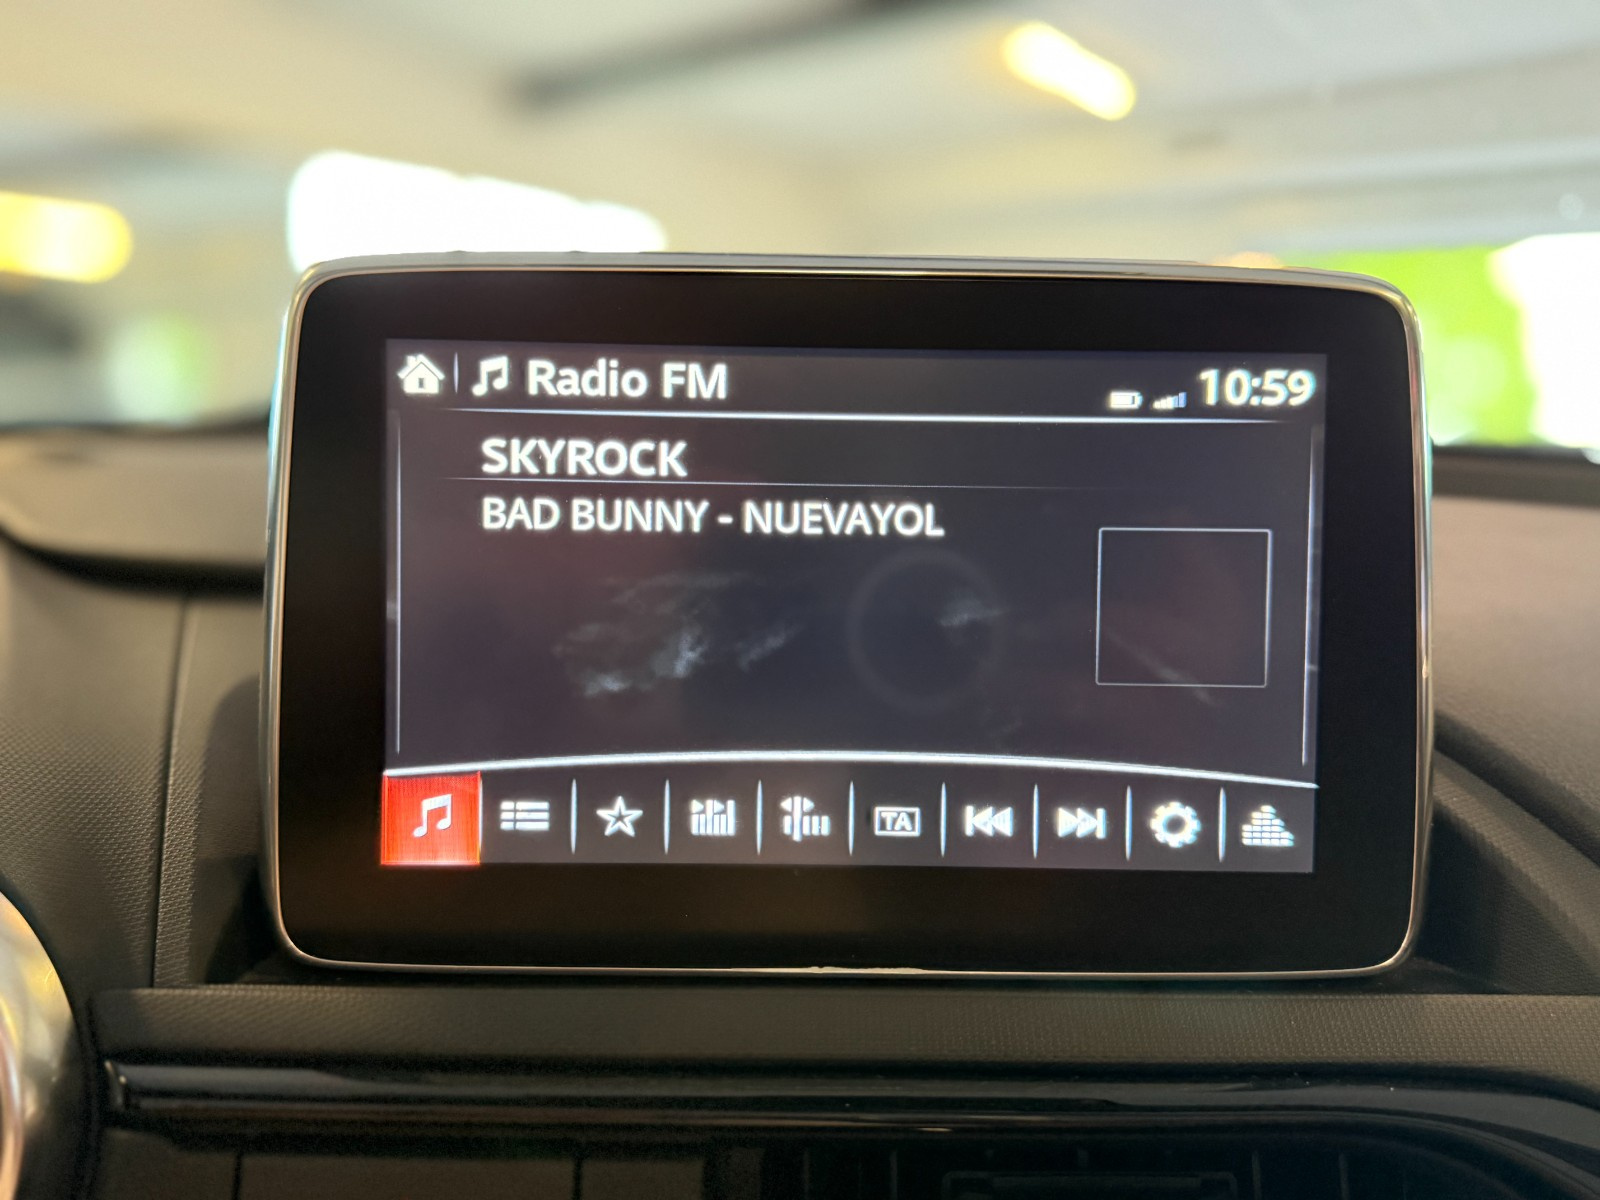 Radio FM
10:59
SKYROCK
BAD BUNNY - NUEVAYOL
TA